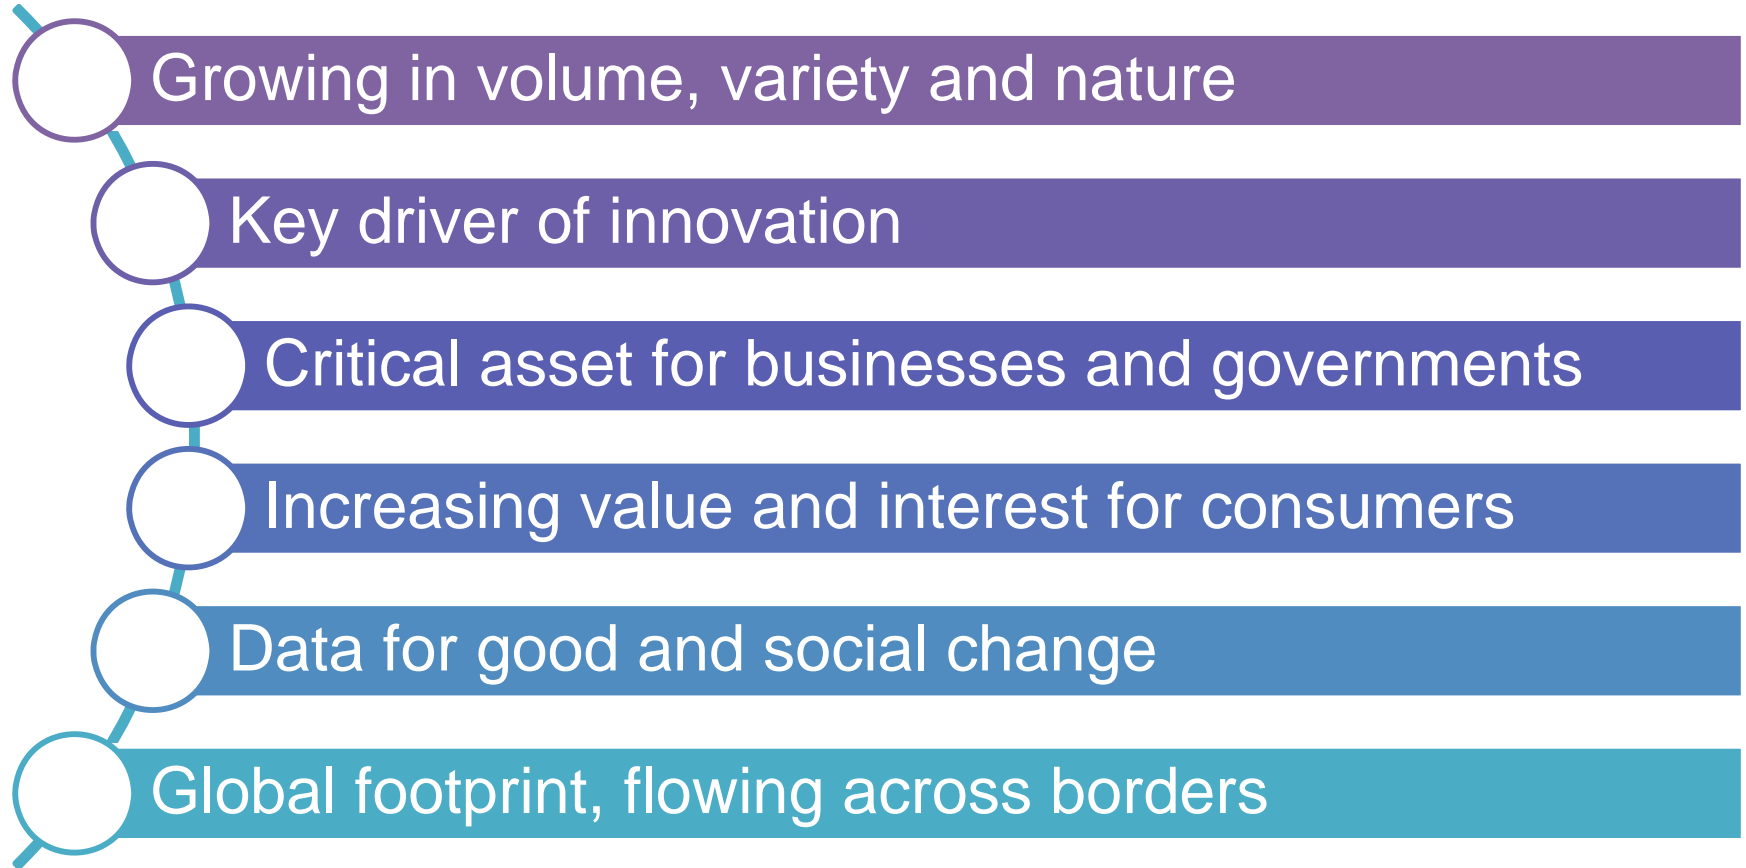 Growing in volume, variety and nature
Key driver of innovation
Critical asset for businesses and governments
Increasing value and interest for consumers
Data for good and social change
Global footprint, flowing across borders